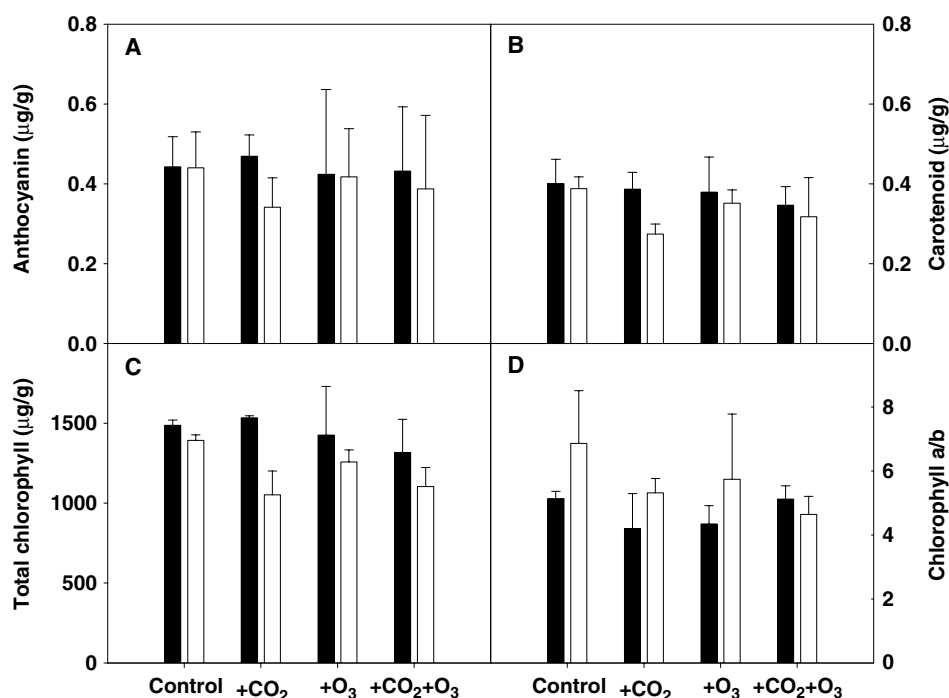 A
B
Anthocyanin (µg/g)
0.8
0.6
0.4
0.2
0.0
Carotenoid (µg/g)
0.8
0.6
0.4
0.2
0.0
C
D
Total chlorophyll (µg/g)
1500
1000
500
0
Chlorophyll a/b
8
6
4
2
0
Control +CO₂ +O₃ +CO₂+O₃
Control +CO₂ +O₃ +CO₂+O₃